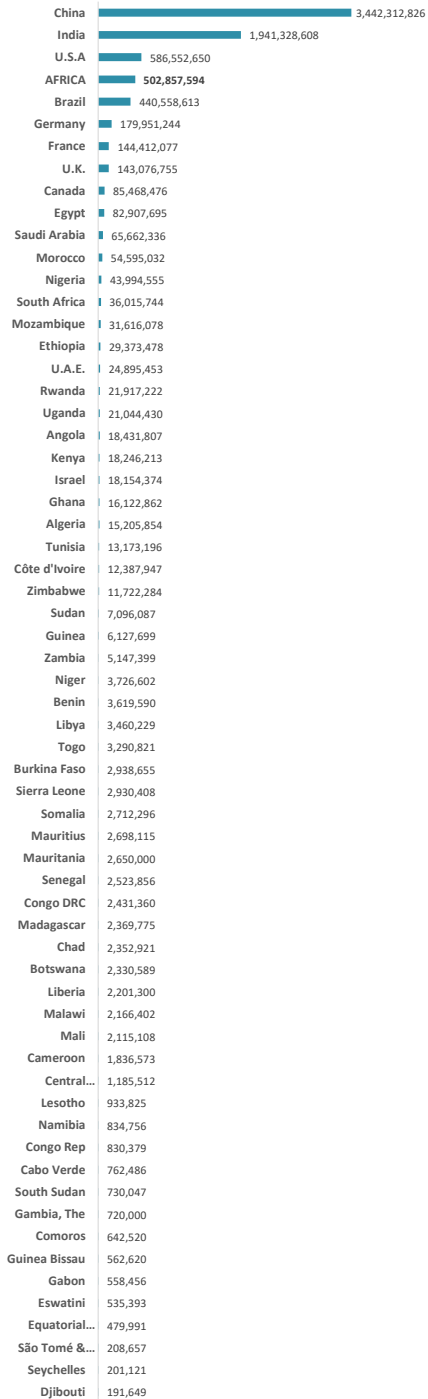 China 3,442,312,826
India 1,941,328,608
U.S.A 586,552,650
AFRICA 502,857,594
Brazil 440,558,613
Germany 179,951,244
France 144,412,077
U.K. 143,076,755
Canada 85,468,476
Egypt 82,907,695
Saudi Arabia 65,662,336
Morocco 54,595,032
Nigeria 43,994,555
South Africa 36,015,744
Mozambique 31,616,078
Ethiopia 29,373,478
U.A.E. 24,895,453
Rwanda 21,917,222
Uganda 21,044,430
Angola 18,431,807
Kenya 18,246,213
Israel 18,154,374
Ghana 16,122,862
Algeria 15,205,854
Tunisia 13,173,196
Côte d'Ivoire 12,387,947
Zimbabwe 11,722,284
Sudan 7,096,087
Guinea 6,127,699
Zambia 5,147,399
Niger 3,726,602
Benin 3,619,590
Libya 3,460,229
Togo 3,290,821
Burkina Faso 2,938,655
Sierra Leone 2,930,408
Somalia 2,712,296
Mauritius 2,698,115
Mauritania 2,650,000
Senegal 2,523,856
Congo DRC 2,431,360
Madagascar 2,369,775
Chad 2,352,921
Botswana 2,330,589
Liberia 2,201,300
Malawi 2,166,402
Mali 2,115,108
Cameroon 1,836,573
Central... 1,185,512
Lesotho 933,825
Namibia 834,756
Congo Rep 830,379
Cabo Verde 762,486
South Sudan 730,047
Gambia, The 720,000
Comoros 642,520
Guinea Bissau 562,620
Gabon 558,456
Eswatini 535,393
Equatorial... 479,991
São Tomé &... 208,657
Seychelles 201,121
Djibouti 191,649